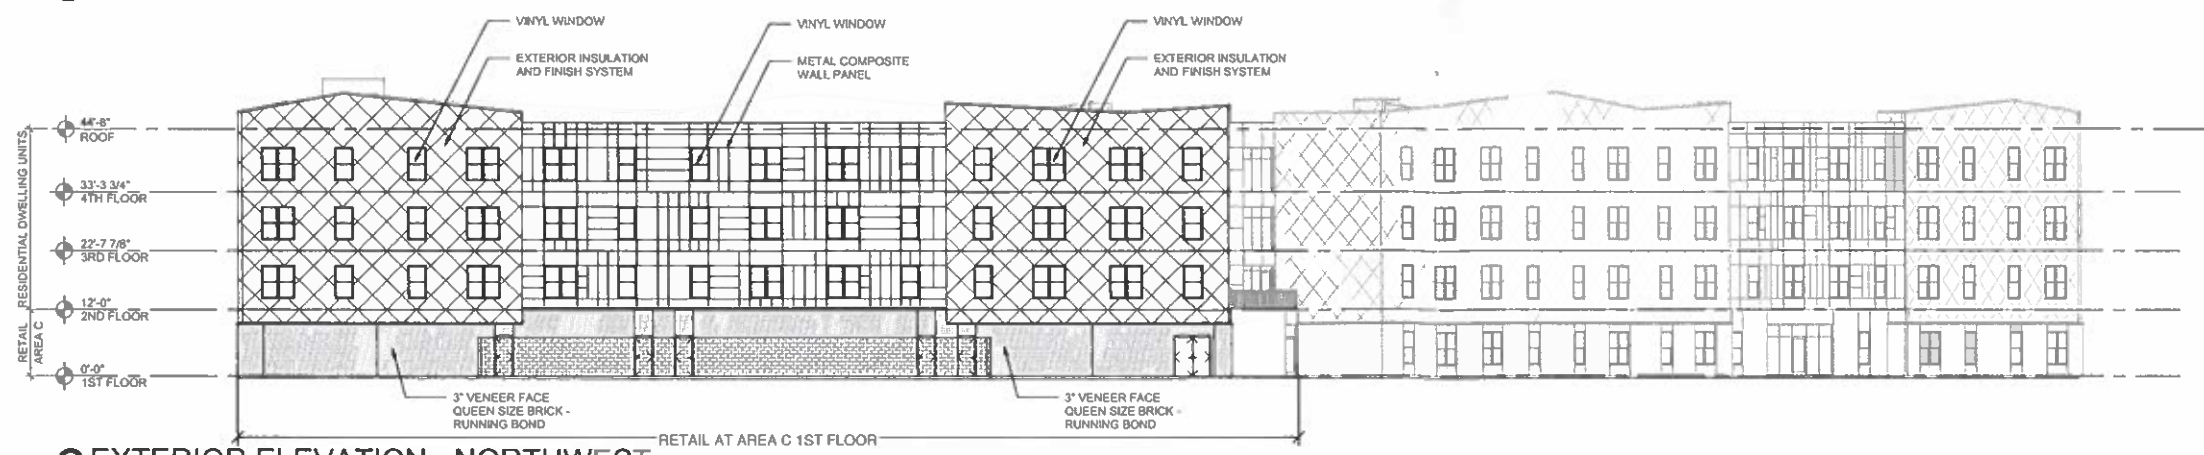 VINYL WINDOW
EXTERIOR INSULATION
AND FINISH SYSTEM
VINYL WINDOW
METAL COMPOSITE
WALL PANEL
VINYL WINDOW
EXTERIOR INSULATION
AND FINISH SYSTEM
44'-8"
ROOF
33'-3 3/4"
4TH FLOOR
22'-7 7/8"
3RD FLOOR
12'-0"
2ND FLOOR
0'-0"
1ST FLOOR
RESIDENTIAL DWELLING UNITS
RETAIL
AREA C
3" VENEER FACE
QUEEN SIZE BRICK -
RUNNING BOND
3" VENEER FACE
QUEEN SIZE BRICK -
RUNNING BOND
RETAIL AT AREA C 1ST FLOOR
EXTERIOR ELEVATION - NORTHWEST